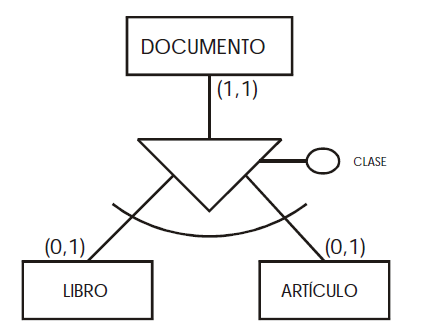 DOCUMENTO
(1,1)
CLASE
(0,1)
(0,1)
LIBRO
ARTÍCULO